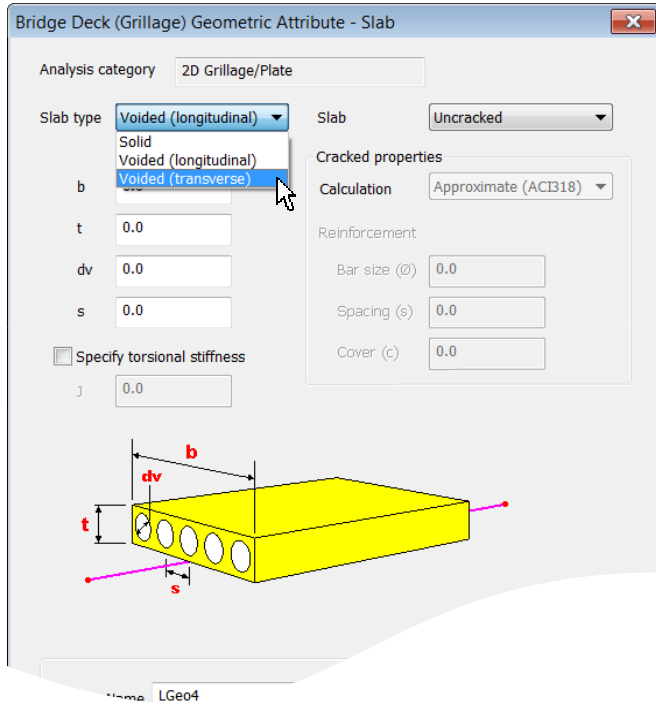 Bridge Deck (Grillage) Geometric Attribute - Slab
Analysis category 2D Grillage/Plate
Slab type Voided (longitudinal) Slab Uncracked
Solid
Voided (longitudinal)
Voided (transverse)
Cracked properties
b
Calculation Approximate (ACI318)
t 0.0
Reinforcement
dv 0.0
Bar size (Ø) 0.0
s 0.0
Spacing (s) 0.0
Specify torsional stiffness
Cover (c) 0.0
J 0.0
b
dv
t
s
Name LGeo4